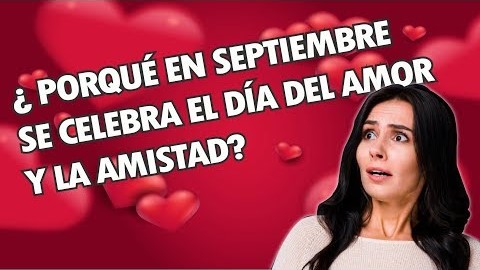 ¿ PORQUÉ EN SEPTIEMBRE
SE CELEBRA EL DÍA DEL AMOR
Y LA AMISTAD?